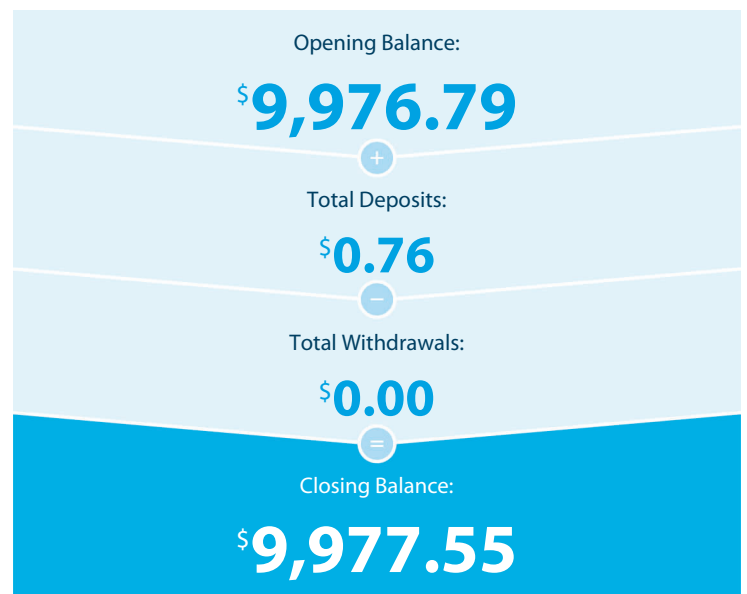 Opening Balance:
$9,976.79
+
Total Deposits:
$0.76
−
Total Withdrawals:
$0.00
=
Closing Balance:
$9,977.55